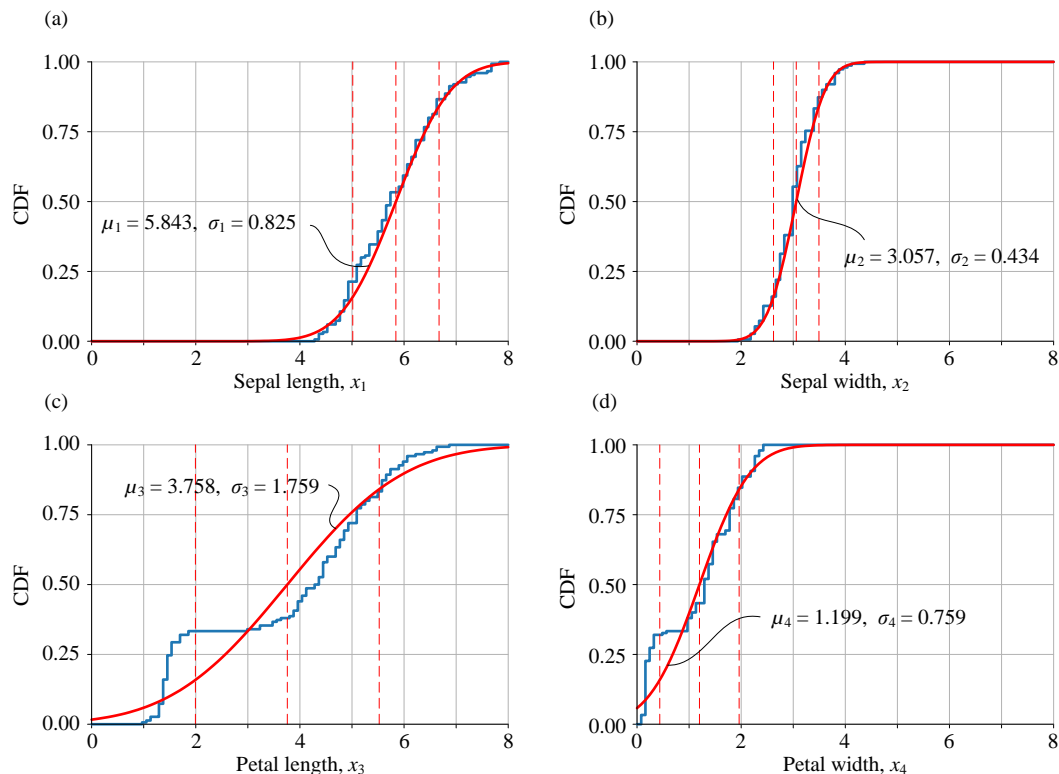 (a)
1.00
0.75
0.50
0.25
0.00
CDF
μ1 = 5.843, σ1 = 0.825
0 2 4 6 8
Sepal length, x1
(b)
1.00
0.75
0.50
0.25
0.00
CDF
μ2 = 3.057, σ2 = 0.434
0 2 4 6 8
Sepal width, x2
(c)
1.00
0.75
0.50
0.25
0.00
CDF
μ3 = 3.758, σ3 = 1.759
0 2 4 6 8
Petal length, x3
(d)
1.00
0.75
0.50
0.25
0.00
CDF
μ4 = 1.199, σ4 = 0.759
0 2 4 6 8
Petal width, x4